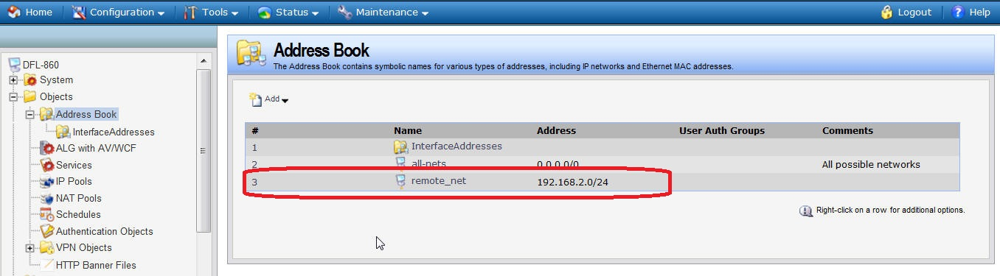 Home Configuration Tools Status Maintenance Logout Help
DFL-860
System
Objects
Address Book
InterfaceAddresses
ALG with AV/WCF
Services
IP Pools
NAT Pools
Schedules
Authentication Objects
VPN Objects
HTTP Banner Files
Address Book
The Address Book contains symbolic names for various types of addresses, including IP networks and Ethernet MAC addresses.
Add
# Name Address User Auth Groups Comments
1 InterfaceAddresses
2 all-nets 0.0.0.0/0 All possible networks
3 remote_net 192.168.2.0/24
Right-click on a row for additional options.